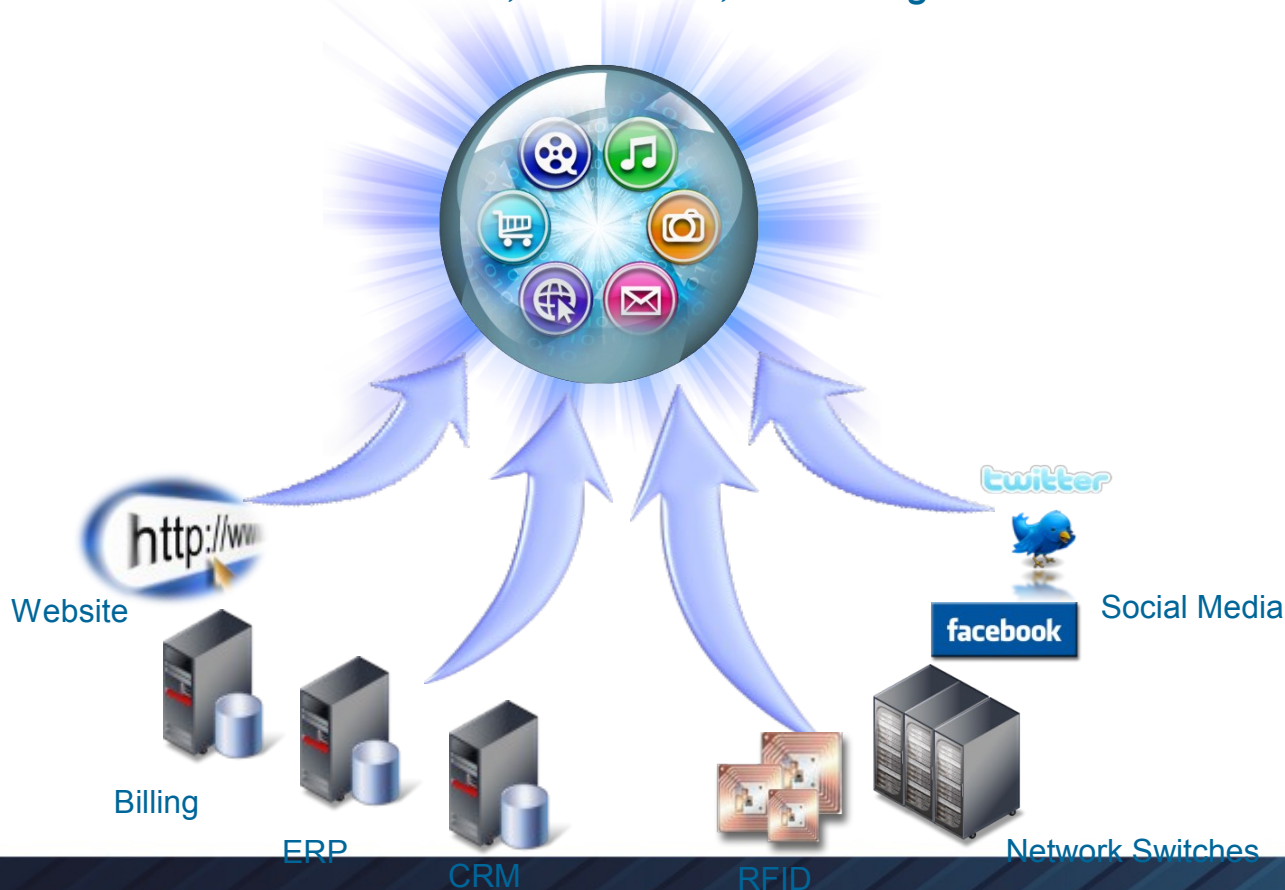 http://ww
twitter
Website
facebook
Social Media
Billing
ERP
Network Switches
CRM
RFID